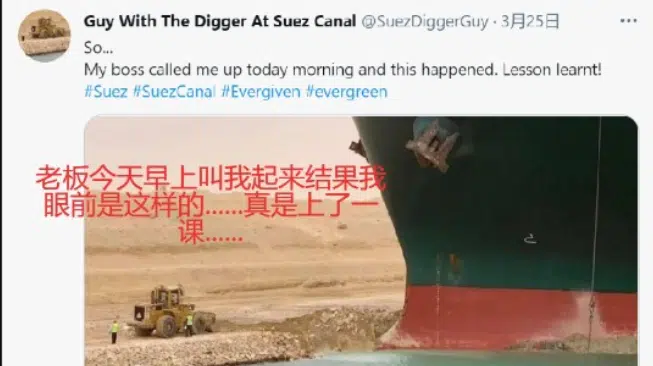 Guy With The Digger At Suez Canal @SuezDiggerGuy · 3月25日
So...
My boss called me up today morning and this happened. Lesson learnt!
#Suez #SuezCanal #Evergiven #evergreen
老板今天早上叫我起来结果我
眼前是这样的......真是上了一
课......